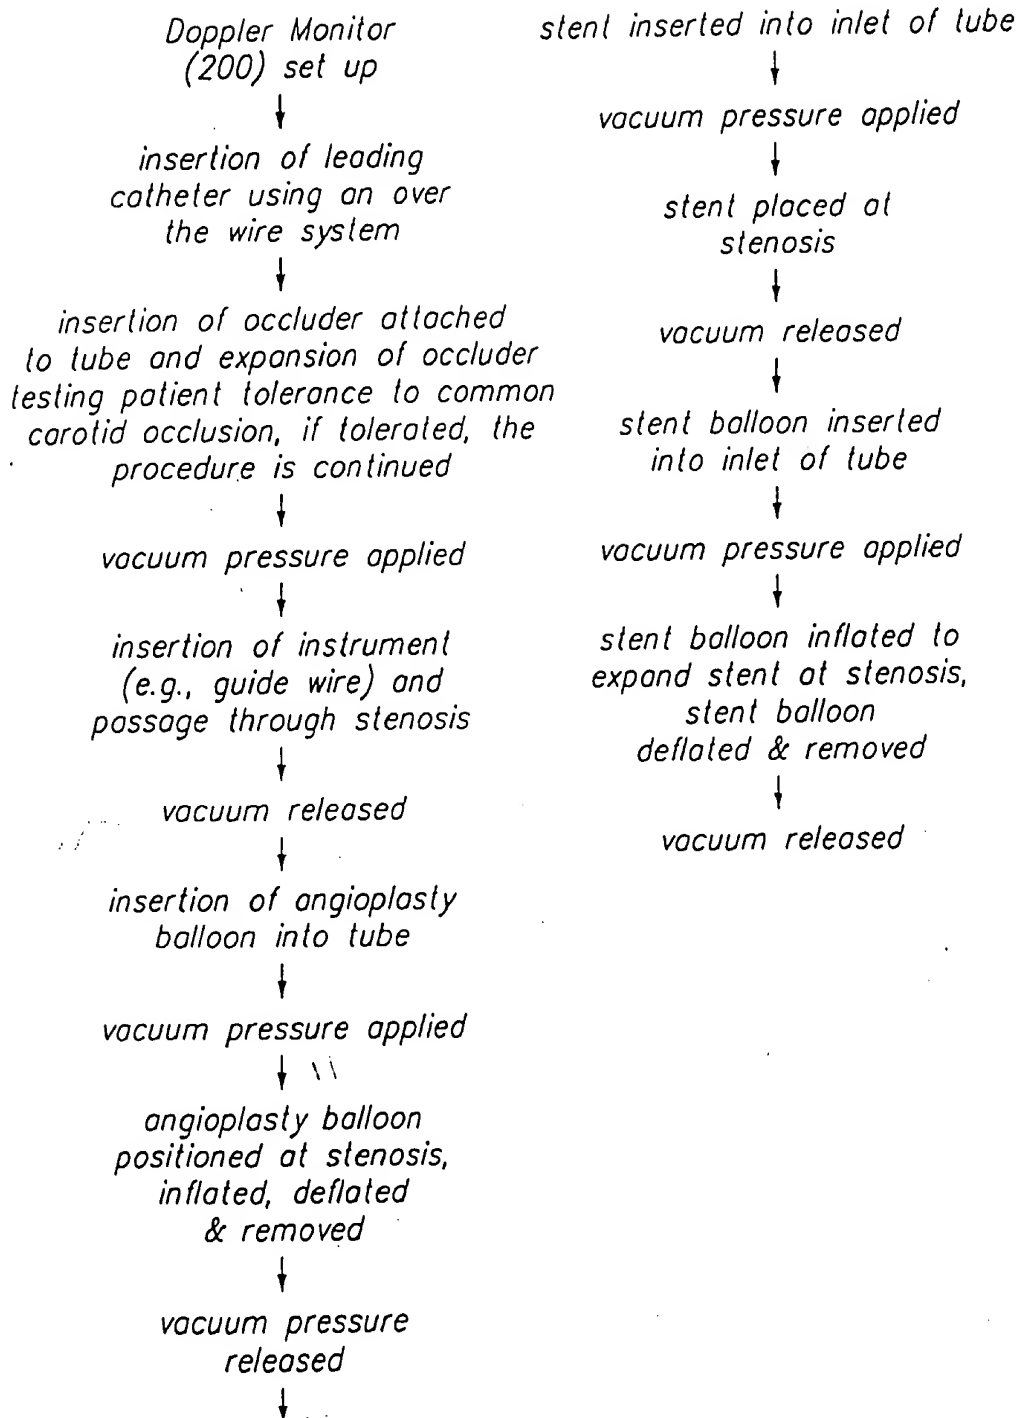 Doppler Monitor
(200) set up
insertion of leading
catheter using an over
the wire system
insertion of occluder attached
to tube and expansion of occluder
testing patient tolerance to common
carotid occlusion, if tolerated, the
procedure is continued
vacuum pressure applied
insertion of instrument
(e.g., guide wire) and
passage through stenosis
vacuum released
insertion of angioplasty
balloon into tube
vacuum pressure applied
angioplasty balloon
positioned at stenosis,
inflated, deflated
& removed
vacuum pressure
released
stent inserted into inlet of tube
vacuum pressure applied
stent placed at
stenosis
vacuum released
stent balloon inserted
into inlet of tube
vacuum pressure applied
stent balloon inflated to
expand stent at stenosis,
stent balloon
deflated & removed
vacuum released